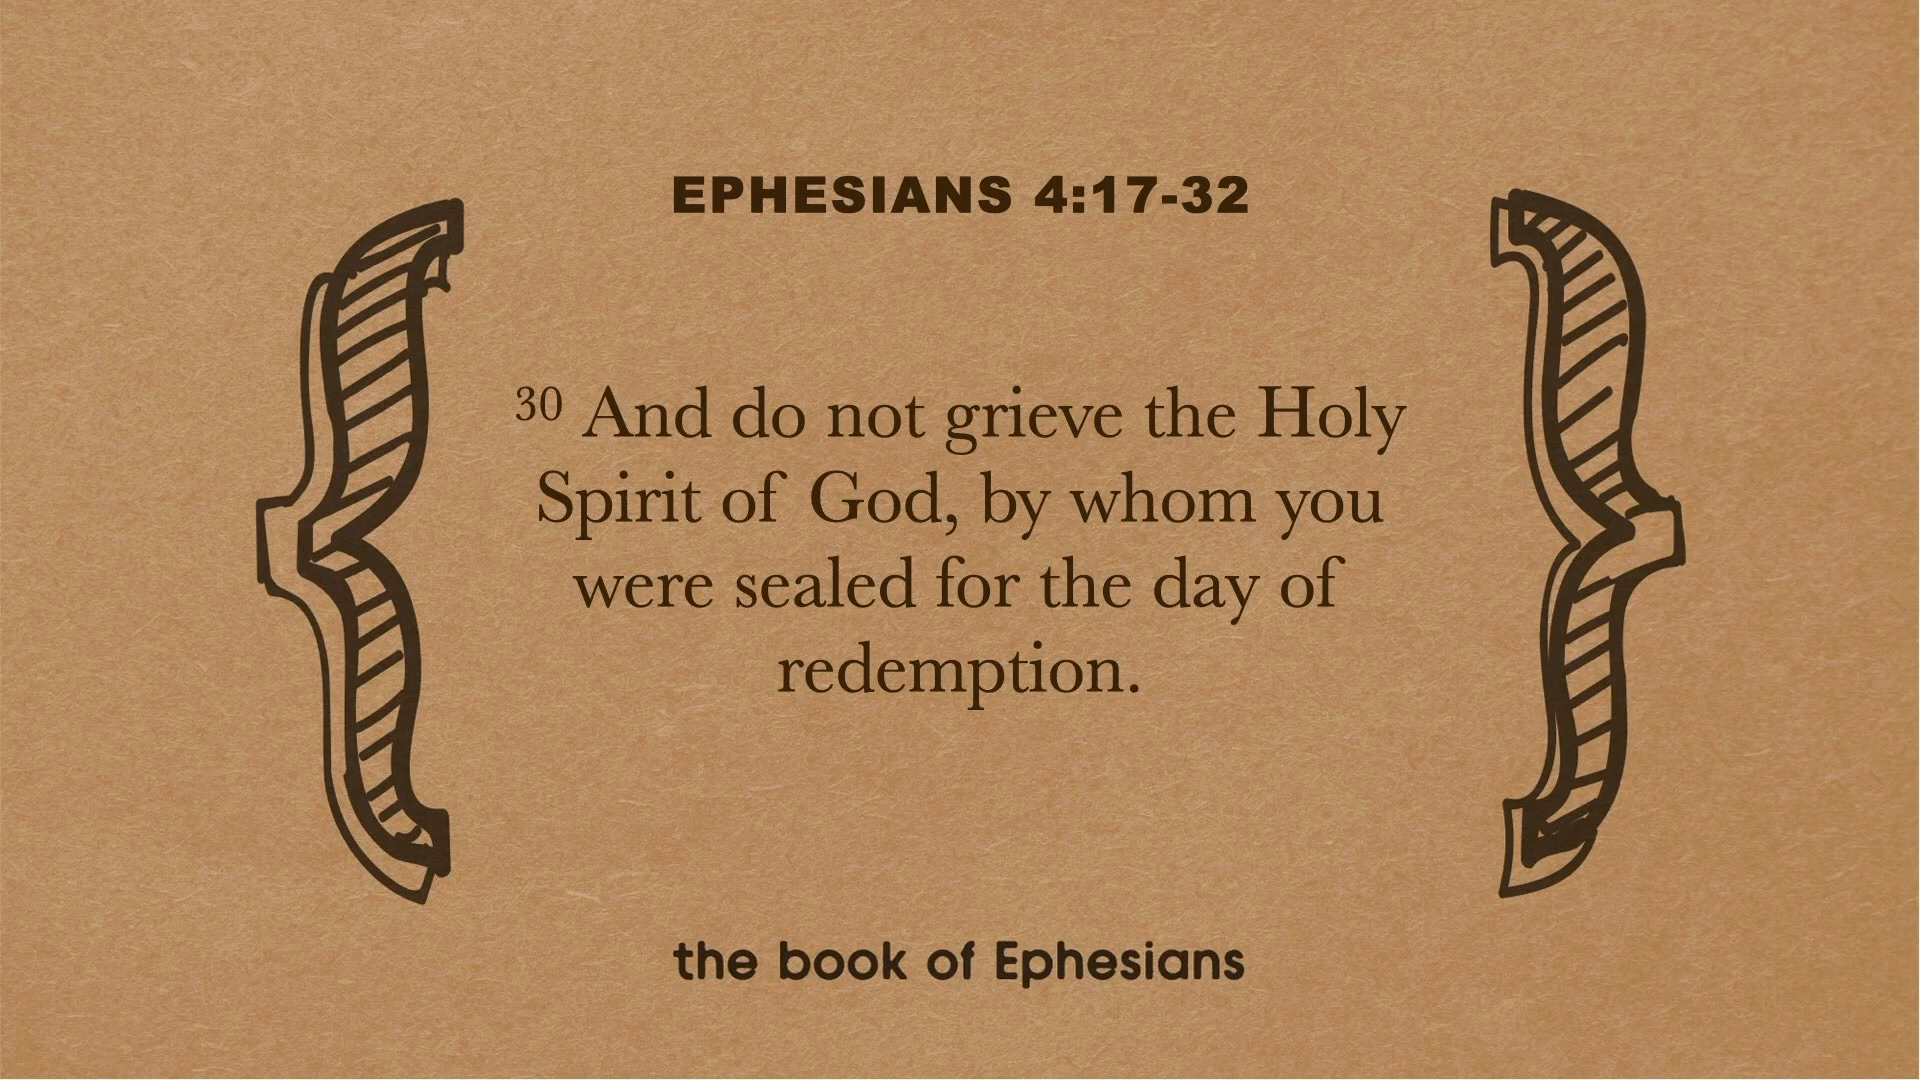 EPHESIANS 4:17-32
30 And do not grieve the Holy
Spirit of God, by whom you
were sealed for the day of
redemption.
the book of Ephesians